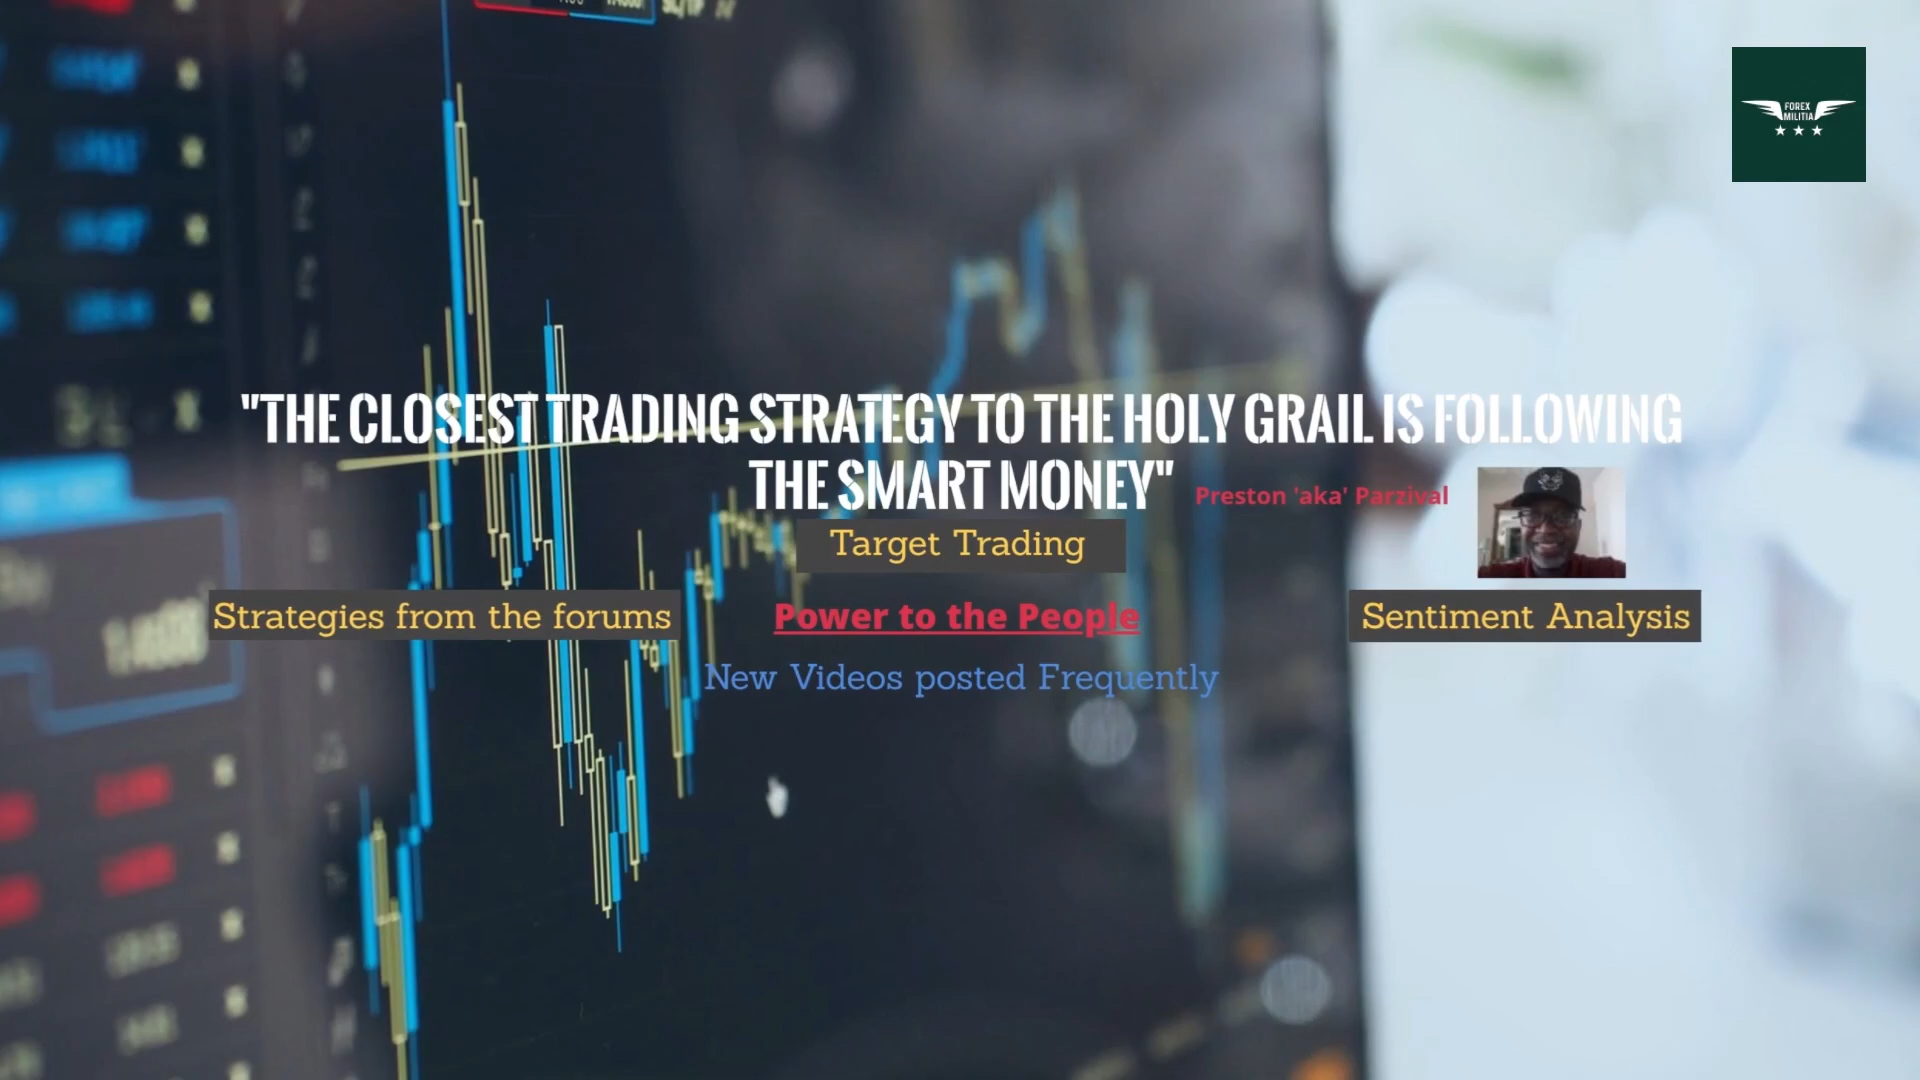 FOREX
MILITIA
"THE CLOSEST TRADING STRATEGY TO THE HOLY GRAIL IS FOLLOWING
THE SMART MONEY"
Preston 'aka' Parzival
Target Trading
Strategies from the forums
Power to the People
Sentiment Analysis
New Videos posted Frequently